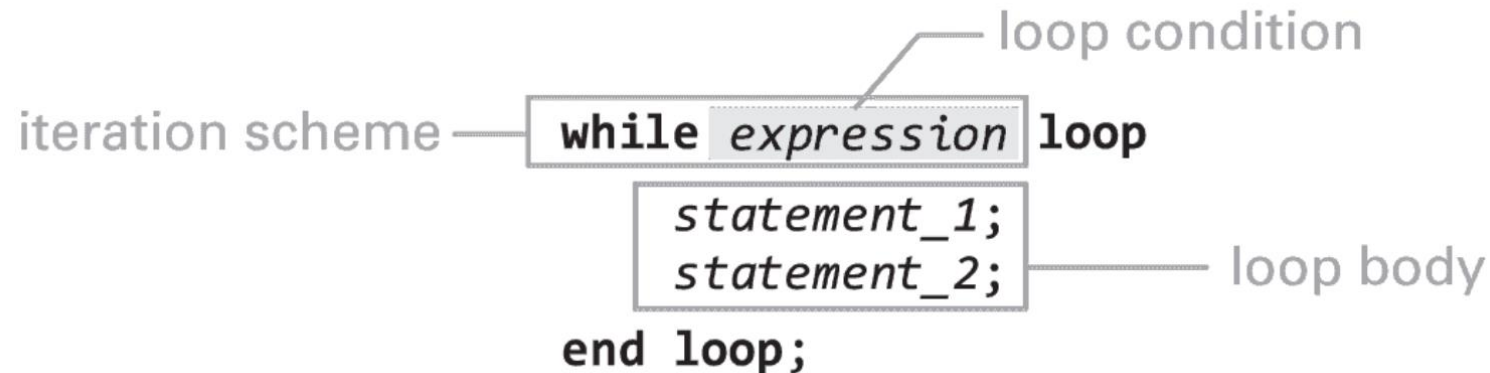 loop condition
iteration scheme
while expression loop
statement_1;
statement_2;
loop body
end loop;